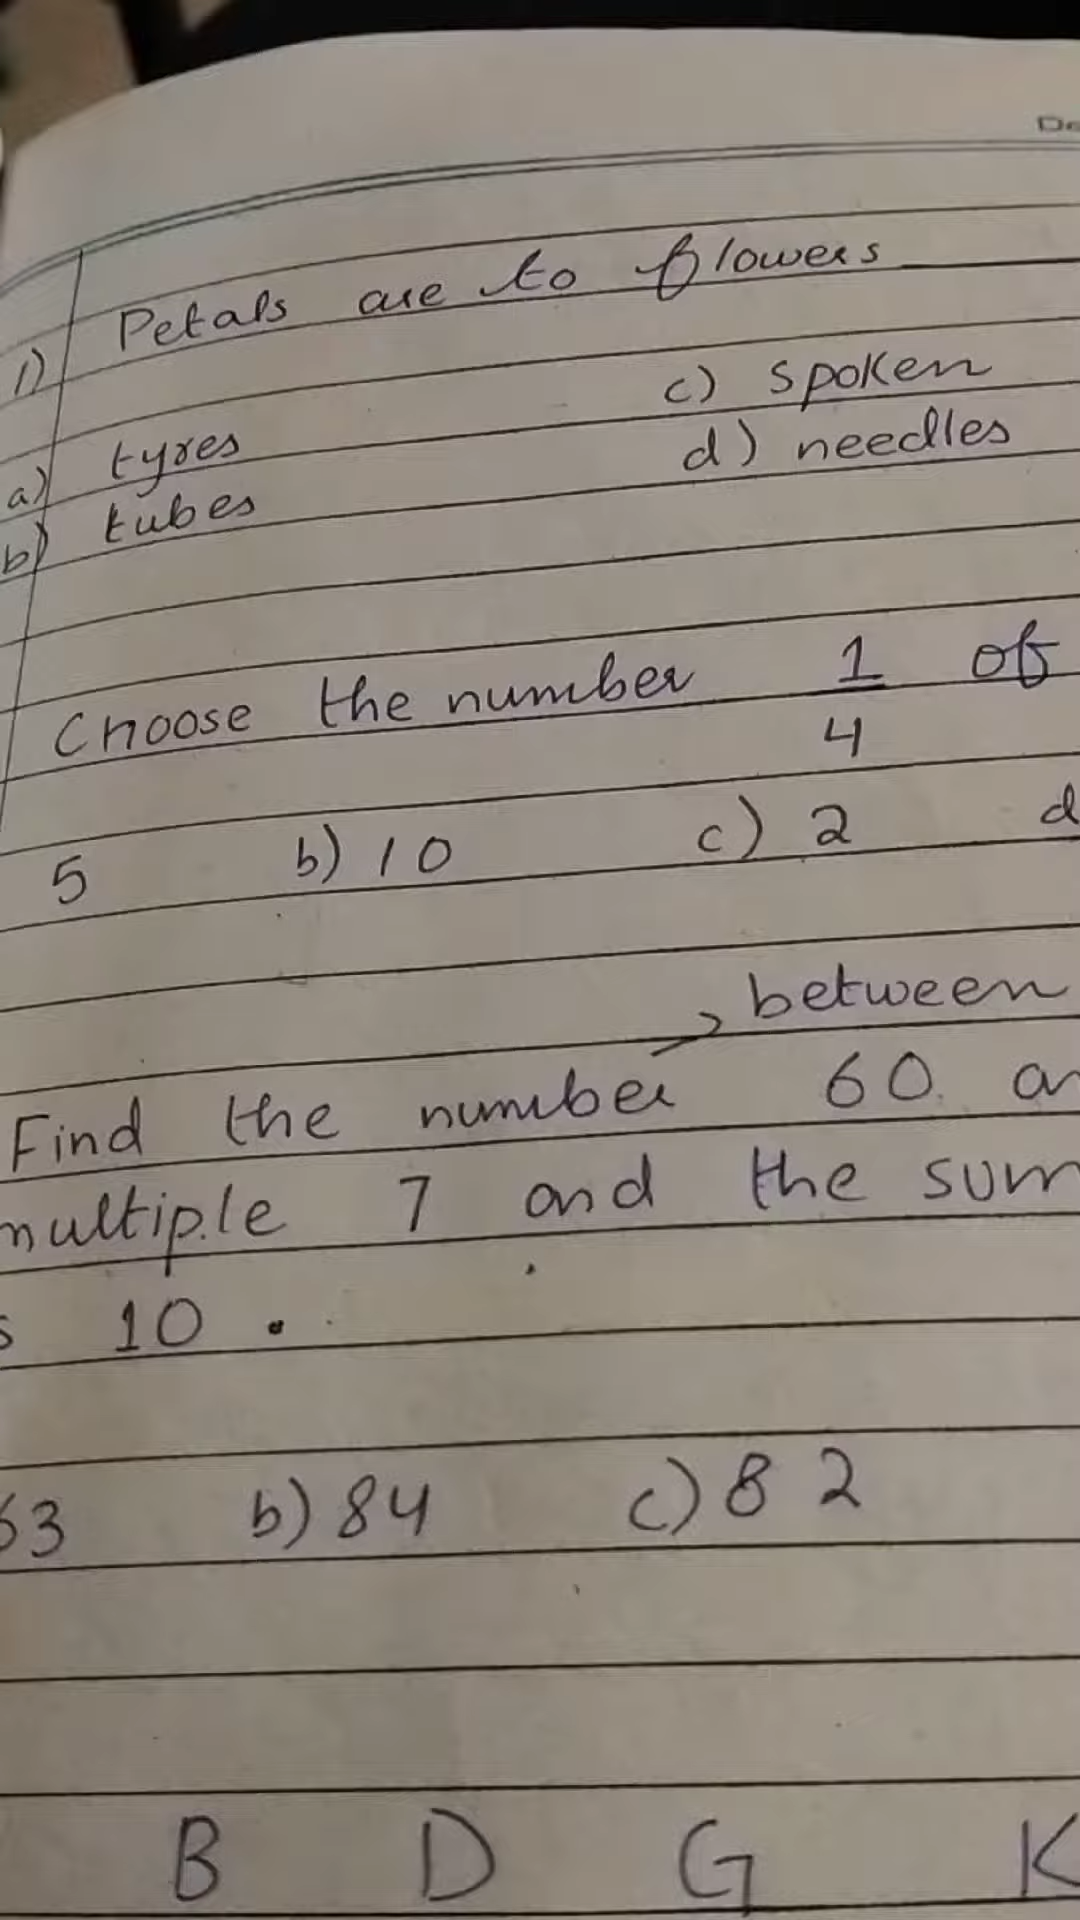 1) Petals are to flowers
a) tyres c) spoken
b) tubes d) needles
Choose the number 1/4 of
5 b) 10 c) 2 d
between
Find the number 60
multiple 7 and the sum
10.
63 b) 84 c) 82
B D G K